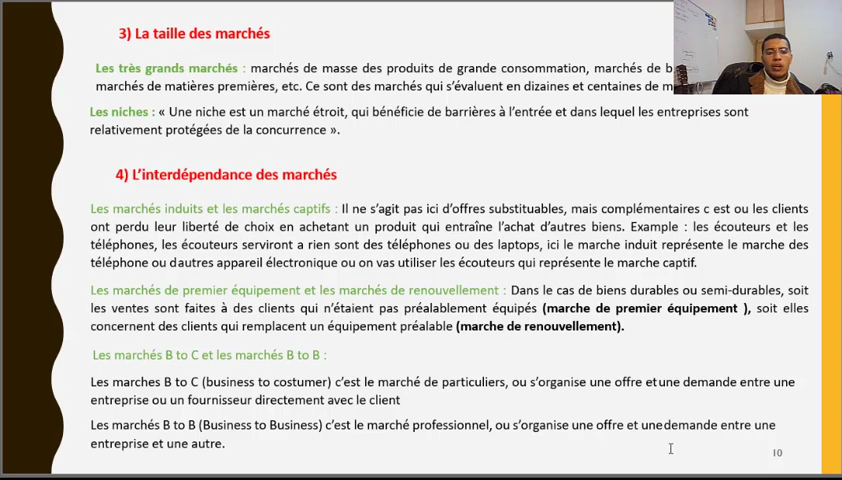 3) La taille des marchés
Les très grands marchés : marchés de masse des produits de grande consommation, marchés de b
marchés de matières premières, etc. Ce sont des marchés qui s’évaluent en dizaines et centaines de m
Les niches : « Une niche est un marché étroit, qui bénéficie de barrières à l’entrée et dans lequel les entreprises sont
relativement protégées de la concurrence ».
4) L’interdépendance des marchés
Les marchés induits et les marchés captifs : Il ne s’agit pas ici d’offres substituables, mais complémentaires c est ou les clients
ont perdu leur liberté de choix en achetant un produit qui entraîne l’achat d’autres biens. Example : les écouteurs et les
téléphones, les écouteurs serviront a rien sont des téléphones ou des laptops, ici le marche induit représente le marche des
téléphone ou dautres appareil électronique ou on vas utiliser les écouteurs qui représente le marche captif.
Les marchés de premier équipement et les marchés de renouvellement : Dans le cas de biens durables ou semi-durables, soit
les ventes sont faites à des clients qui n’étaient pas préalablement équipés (marche de premier équipement ), soit elles
concernent des clients qui remplacent un équipement préalable (marche de renouvellement).
Les marchés B to C et les marchés B to B :
Les marches B to C (business to costumer) c’est le marché de particuliers, ou s’organise une offre et une demande entre une
entreprise ou un fournisseur directement avec le client
Les marchés B to B (Business to Business) c’est le marché professionnel, ou s’organise une offre et une demande entre une
entreprise et une autre.
10